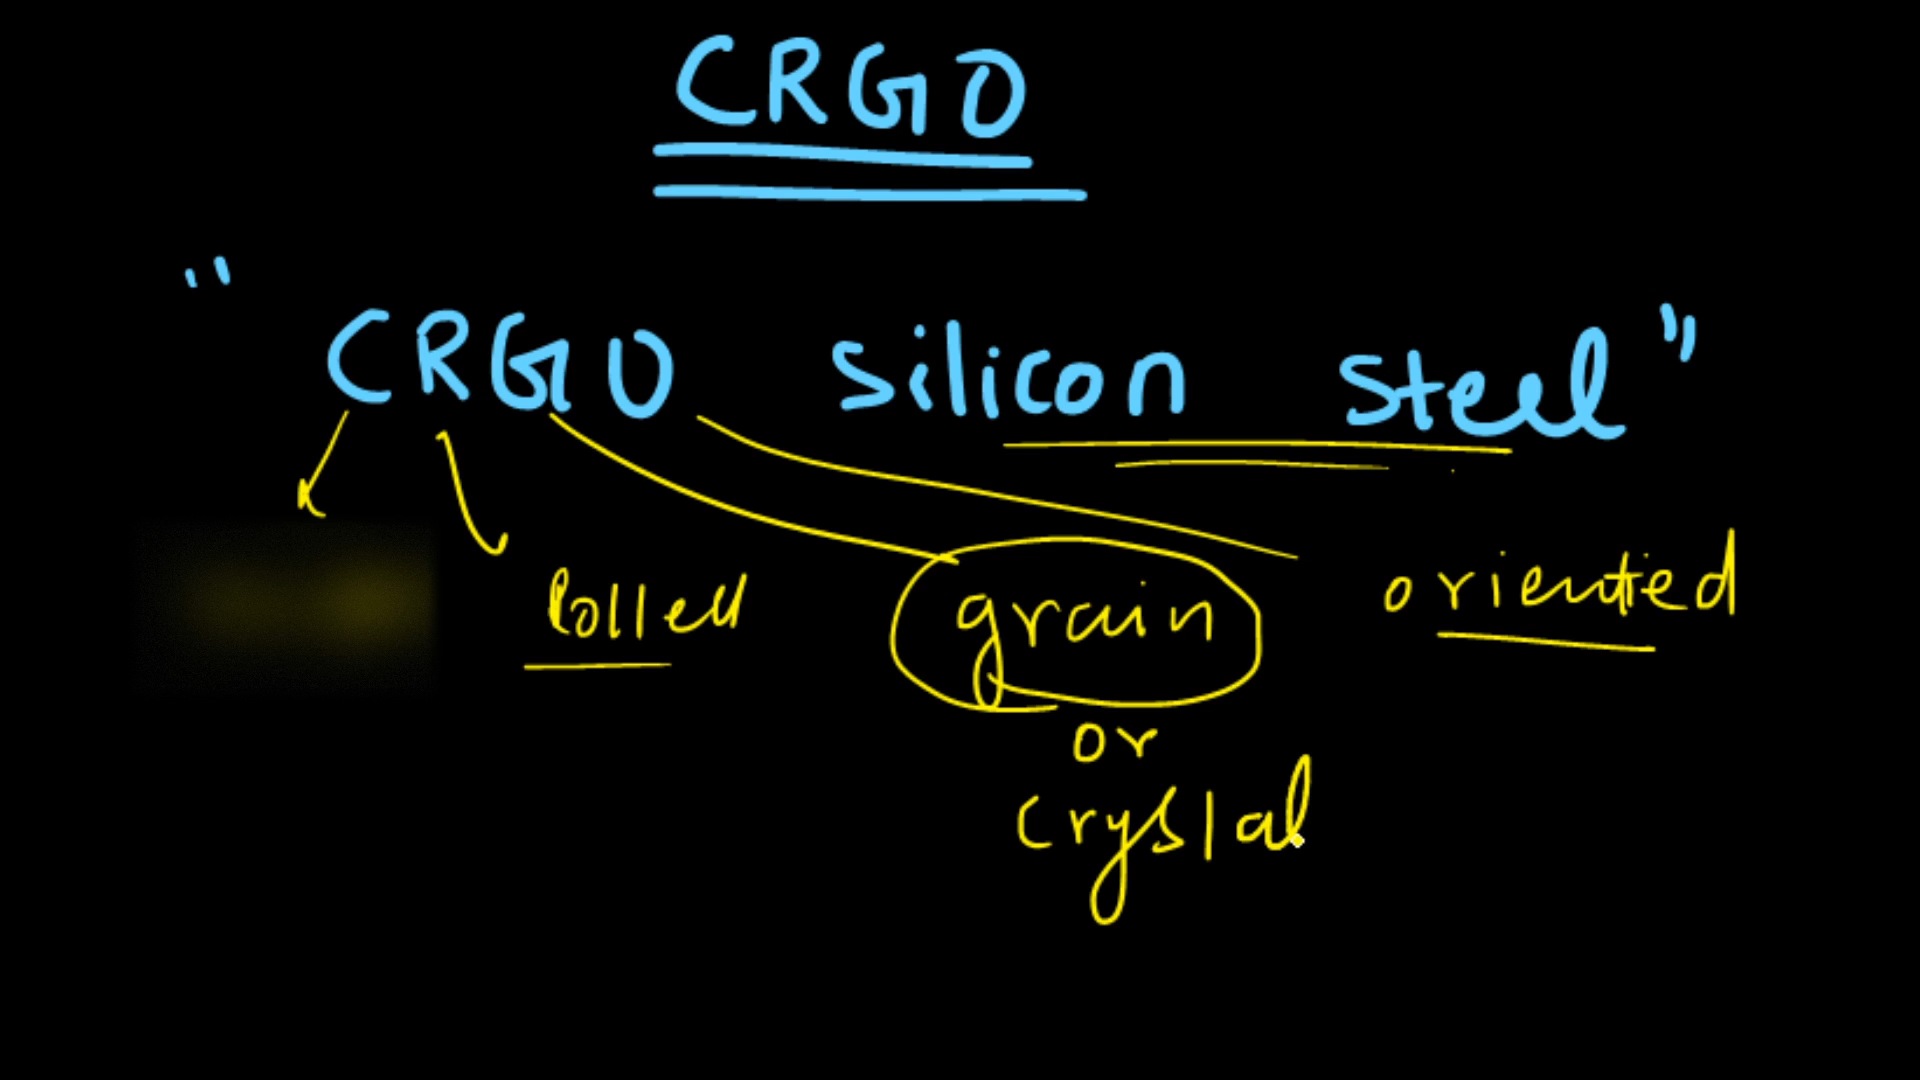 CRGO
"CRGO silicon steel"
rolled grain oriented
or
crystal